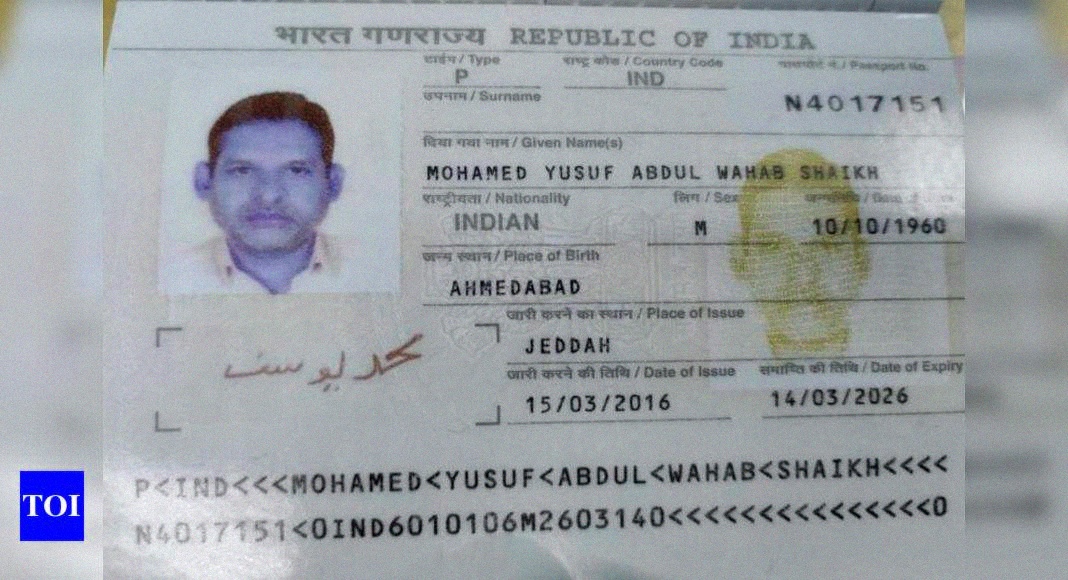 भारत गणराज्य REPUBLIC OF INDIA
टाईप / Type राष्ट्र कोड / Country Code पासपोर्ट नं. / Passport No.
P IND
उपनाम / Surname
N4017151
दिया गया नाम / Given Name(s)
MOHAMED YUSUF ABDUL WAHAB SHAIKH
राष्ट्रीयता / Nationality लिंग / Sex जन्मतिथि / Date of Birth
INDIAN M 10/10/1960
जन्म स्थान / Place of Birth
AHMEDABAD
जारी करने का स्थान / Place of Issue
JEDDAH
محمد يوسف
जारी करने की तिथि / Date of Issue समाप्ति की तिथि / Date of Expiry
15/03/2016 14/03/2026
P<IND<<<MOHAMED<YUSUF<ABDUL<WAHAB<SHAIKH<<<<
N4017151<0IND6010106M2603140<<<<<<<<<<<<<<<0
TOI